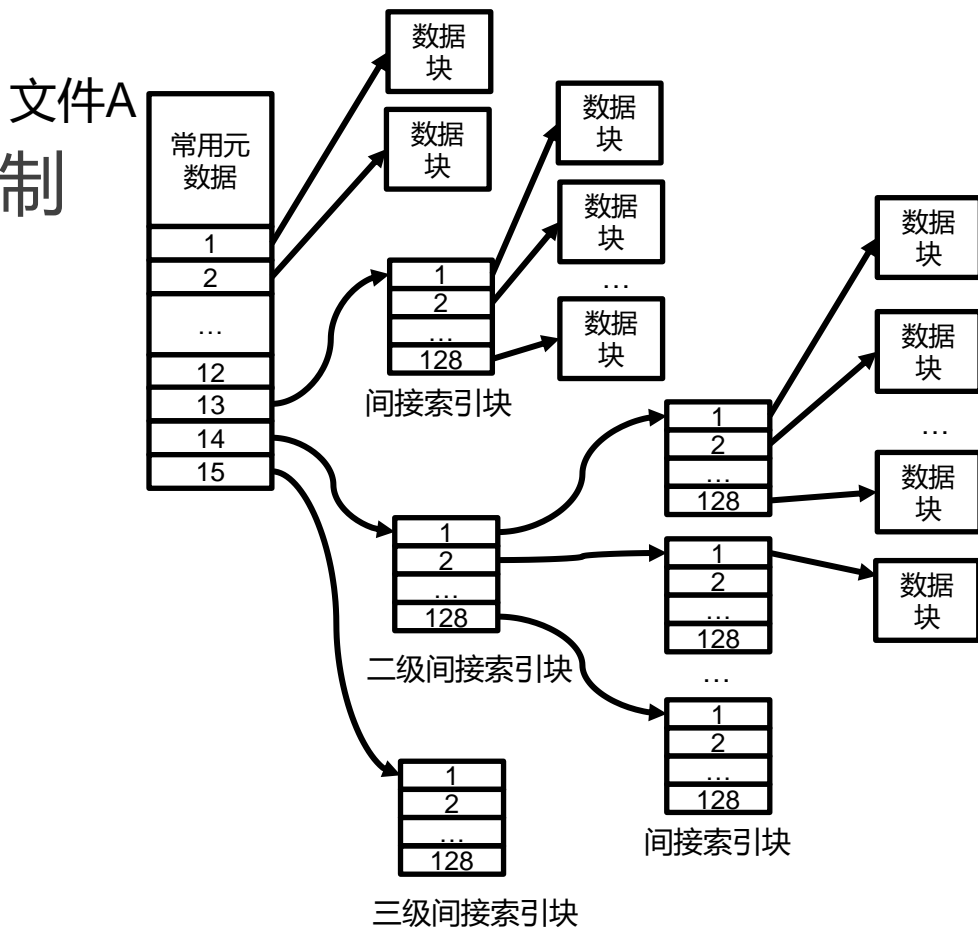 文件A
制
常用元
数据
1
2
…
12
13
14
15
数据
块
数据
块
1
2
…
128
间接索引块
数据
块
数据
块
…
数据
块
1
2
…
128
二级间接索引块
1
2
…
128
1
2
…
128
…
1
2
…
128
间接索引块
数据
块
数据
块
…
数据
块
数据
块
1
2
…
128
三级间接索引块